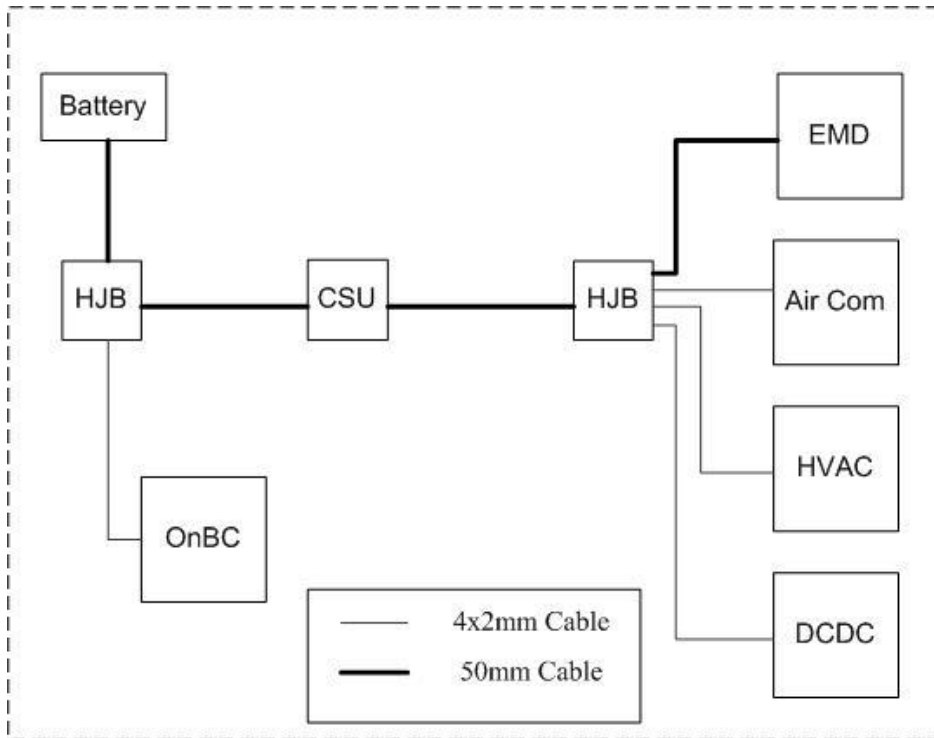 Battery
EMD
HJB
CSU
HJB
Air Com
HVAC
OnBC
DCDC
4x2mm Cable
50mm Cable